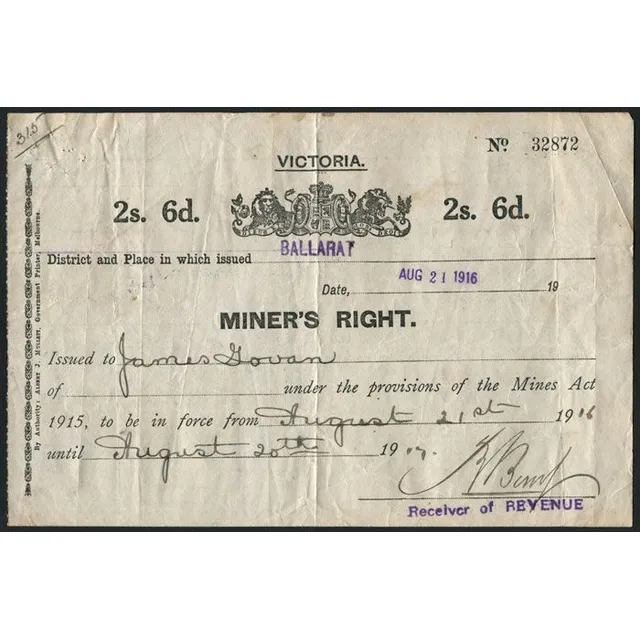 315
Nº 32872
VICTORIA.
2s. 6d. 2s. 6d.
BALLARAT
District and Place in which issued
AUG 21 1916
Date, 19
MINER'S RIGHT.
Issued to James Govan
of under the provisions of the Mines Act
1915, to be in force from August 21st 1916
until August 20th 1917.
Receiver of REVENUE
By Authority: ALBERT J. MULLETT, Government Printer, Melbourne.